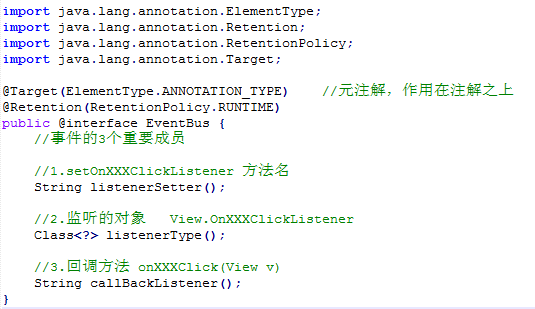 import java.lang.annotation.ElementType;
import java.lang.annotation.Retention;
import java.lang.annotation.RetentionPolicy;
import java.lang.annotation.Target;
@Target(ElementType.ANNOTATION_TYPE)    //元注解，作用在注解之上
@Retention(RetentionPolicy.RUNTIME)
public @interface EventBus {
    //事件的3个重要成员
    //1.setOnXXXClickListener 方法名
    String listenerSetter();
    //2.监听的对象   View.OnXXXClickListener
    Class<?> listenerType();
    //3.回调方法 onXXXClick(View v)
    String callBackListener();
}